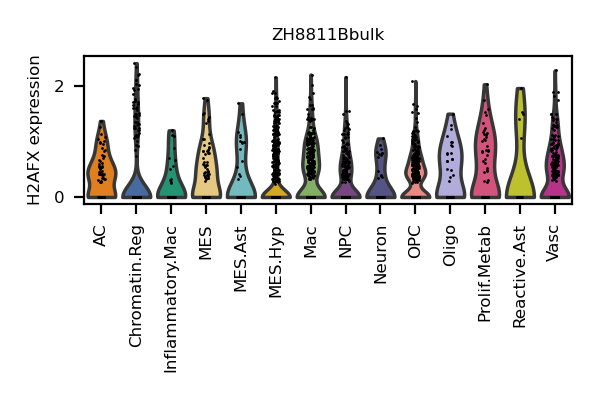 ZH8811Bbulk
H2AFX expression
2
0
AC
Chromatin.Reg
Inflammatory.Mac
MES
MES.Ast
MES.Hyp
Mac
NPC
Neuron
OPC
Oligo
Prolif.Metab
Reactive.Ast
Vasc